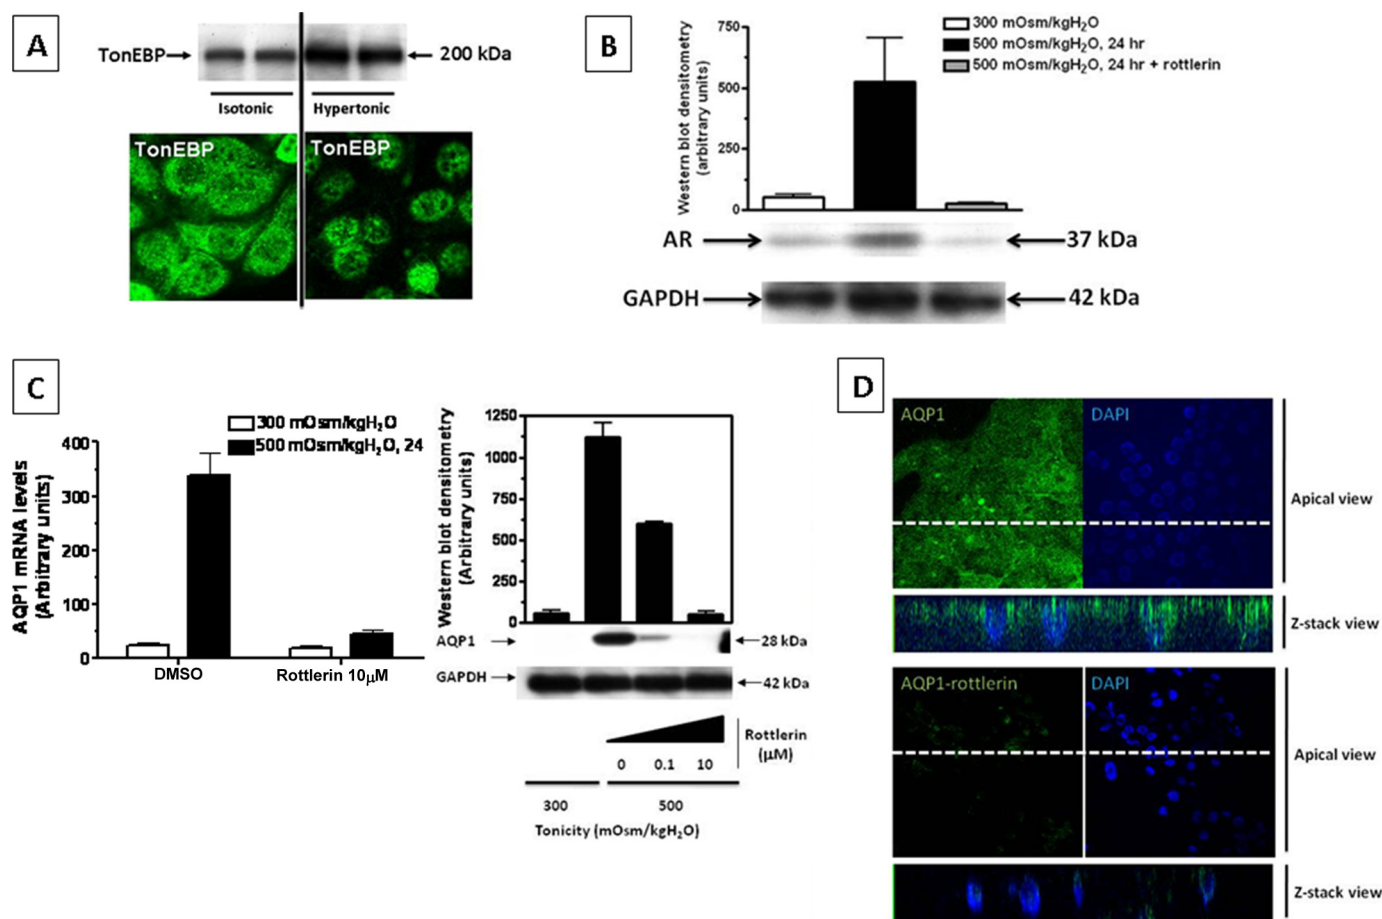 A
TonEBP
200 kDa
Isotonic
Hypertonic
TonEBP
TonEBP
B
Western blot densitometry
(arbitrary units)
750
500
250
0
300 mOsm/kgH₂O
500 mOsm/kgH₂O, 24 hr
500 mOsm/kgH₂O, 24 hr + rottlerin
AR
37 kDa
GAPDH
42 kDa
C
AQP1 mRNA levels
(Arbitrary units)
400
300
200
100
0
300 mOsm/kgH₂O
500 mOsm/kgH₂O, 24
DMSO
Rottlerin 10µM
Western blot densitometry
(Arbitrary units)
1250
1000
750
500
250
0
AQP1
28 kDa
GAPDH
42 kDa
Rottlerin
(µM)
0
0.1
10
300
500
Tonicity (mOsm/kgH₂O)
D
AQP1
DAPI
Apical view
Z-stack view
AQP1-rottlerin
DAPI
Apical view
Z-stack view